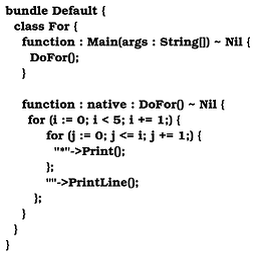 bundle Default {
class For {
function : Main(args : String[]) ~ Nil {
DoFor();
}
function : native : DoFor() ~ Nil {
for (i := 0; i < 5; i += 1;) {
for (j := 0; j <= i; j += 1;) {
"*"->Print();
};
""->PrintLine();
};
}
}
}